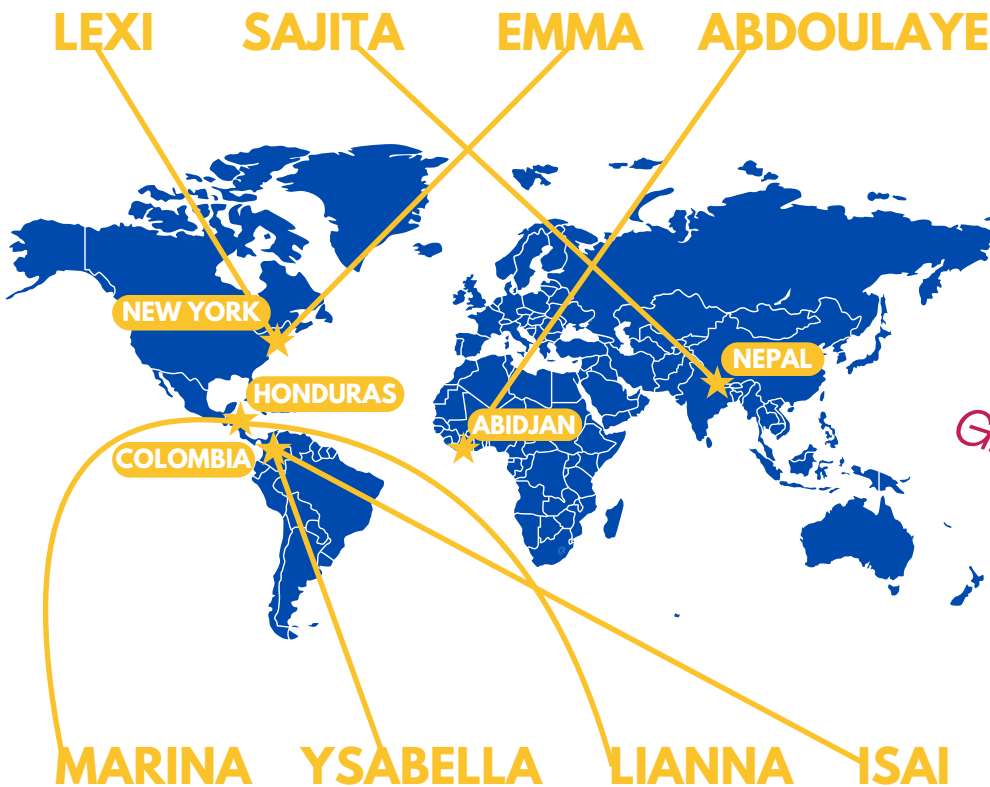 LEXI SAJITA EMMA ABDOULAYE
NEW YORK
NEPAL
HONDURAS
ABIDJAN
COLOMBIA
MARINA YSABELLA LIANNA ISAI